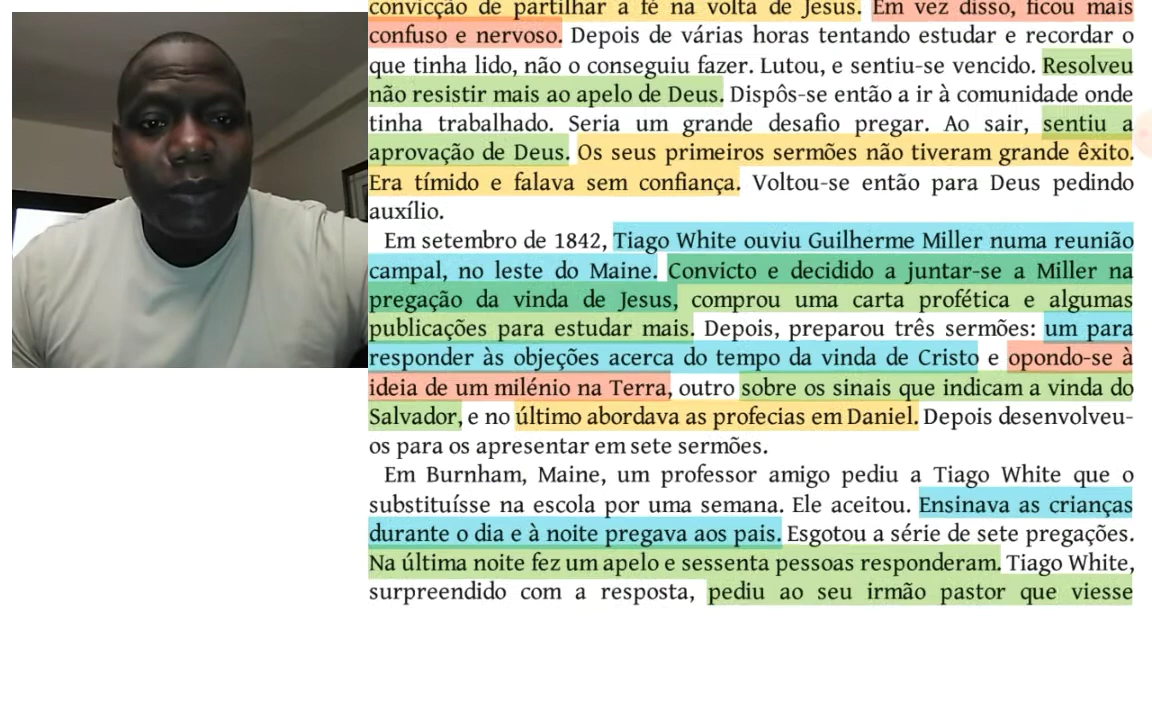 convicção de partilhar a fé na volta de Jesus. Em vez disso, ficou mais
confuso e nervoso. Depois de várias horas tentando estudar e recordar o
que tinha lido, não o conseguiu fazer. Lutou, e sentiu-se vencido. Resolveu
não resistir mais ao apelo de Deus. Dispôs-se então a ir à comunidade onde
tinha trabalhado. Seria um grande desafio pregar. Ao sair, sentiu a
aprovação de Deus. Os seus primeiros sermões não tiveram grande êxito.
Era tímido e falava sem confiança. Voltou-se então para Deus pedindo
auxílio.
Em setembro de 1842, Tiago White ouviu Guilherme Miller numa reunião
campal, no leste do Maine. Convicto e decidido a juntar-se a Miller na
pregação da vinda de Jesus, comprou uma carta profética e algumas
publicações para estudar mais. Depois, preparou três sermões: um para
responder às objeções acerca do tempo da vinda de Cristo e opondo-se à
ideia de um milénio na Terra, outro sobre os sinais que indicam a vinda do
Salvador, e no último abordava as profecias em Daniel. Depois desenvolveu-
os para os apresentar em sete sermões.
Em Burnham, Maine, um professor amigo pediu a Tiago White que o
substituísse na escola por uma semana. Ele aceitou. Ensinava as crianças
durante o dia e à noite pregava aos pais. Esgotou a série de sete pregações.
Na última noite fez um apelo e sessenta pessoas responderam. Tiago White,
surpreendido com a resposta, pediu ao seu irmão pastor que viesse